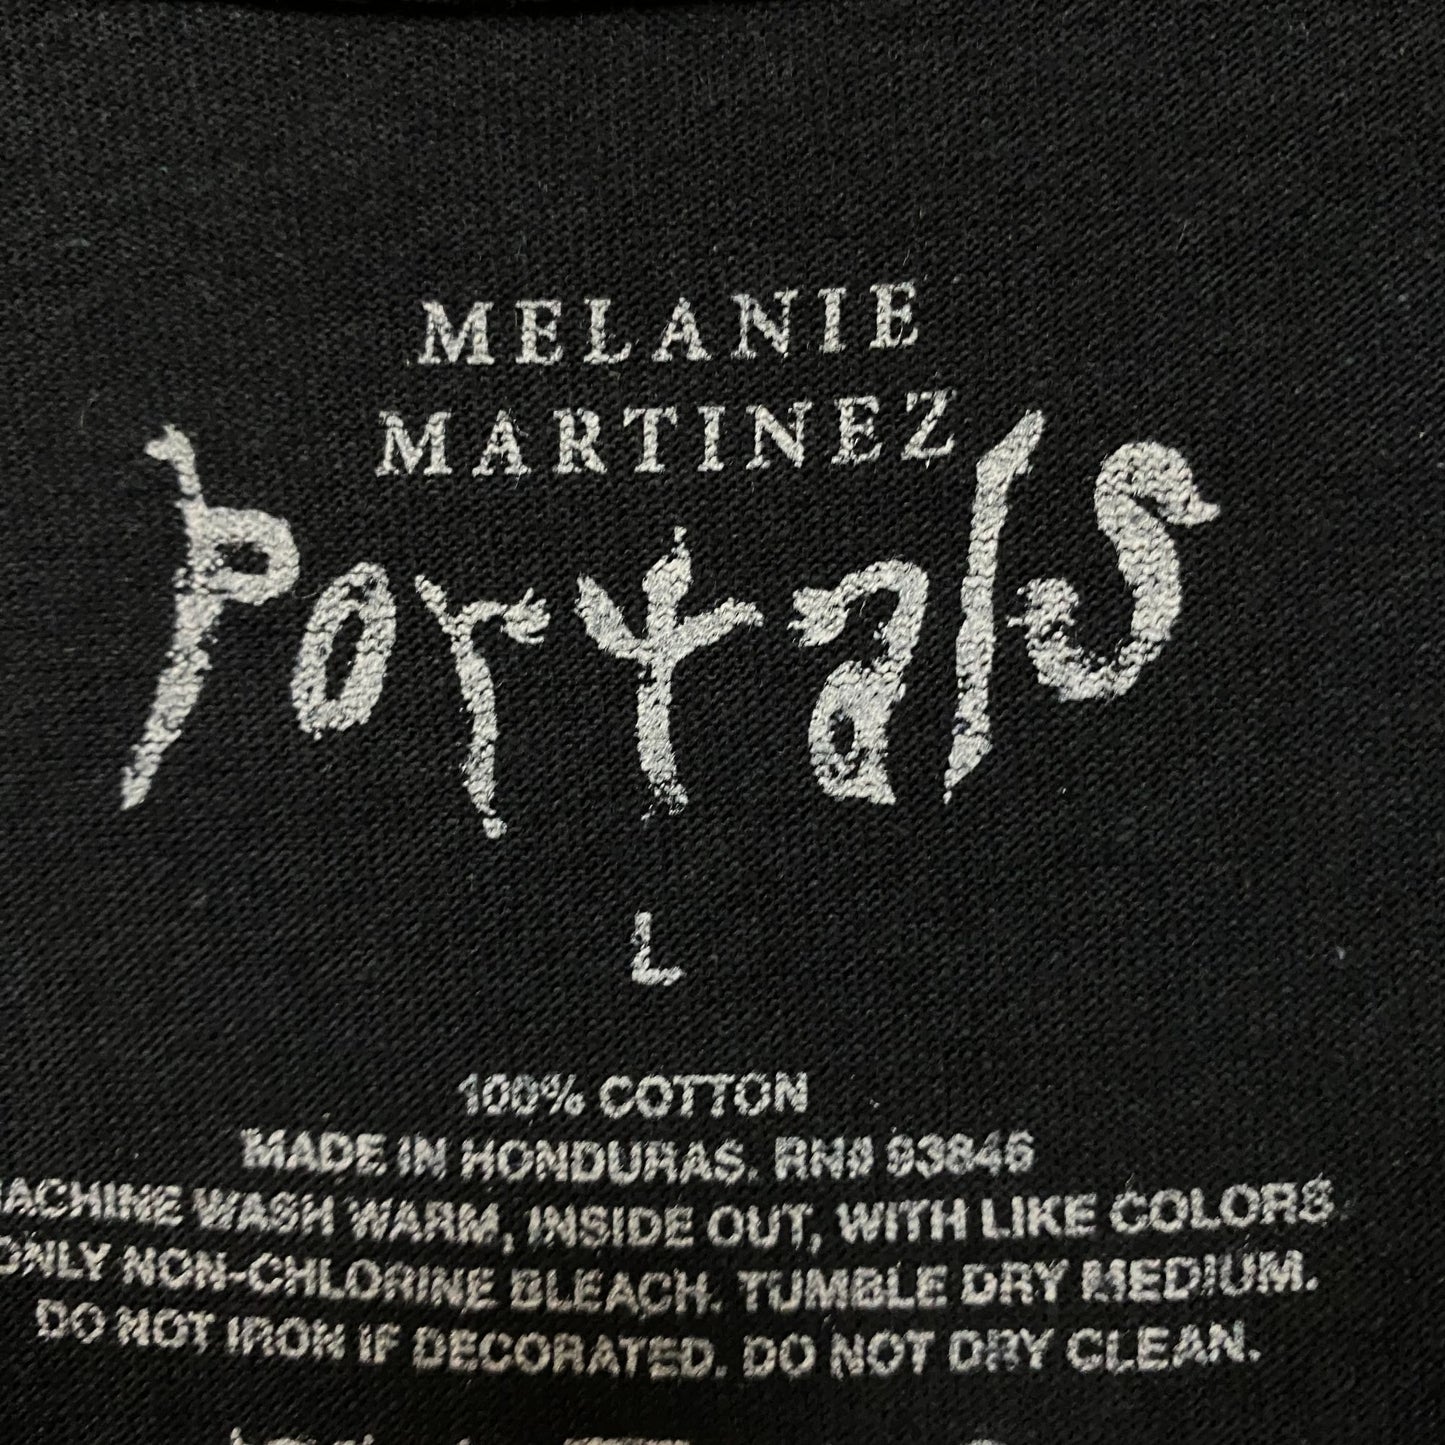 MELANIE
MARTINEZ
PorTalS
L
100% COTTON
MADE IN HONDURAS. RN# 93846
MACHINE WASH WARM, INSIDE OUT, WITH LIKE COLORS
ONLY NON-CHLORINE BLEACH. TUMBLE DRY MEDIUM.
DO NOT IRON IF DECORATED. DO NOT DRY CLEAN.